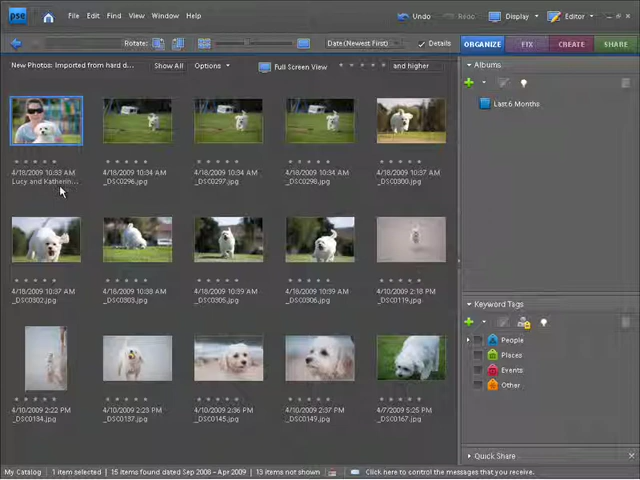 pse File Edit Find View Window Help Undo Redo Display Editor
Rotate: Date(Newest First) Details ORGANIZE FIX CREATE SHARE
New Photos: Imported from hard d... Show All Options Full Screen View and higher
Albums
Last 6 Months
4/18/2009 10:33 AM 4/18/2009 10:34 AM 4/18/2009 10:34 AM 4/18/2009 10:34 AM 4/18/2009 10:37 AM
Lucy and Katherin... _DSC0296.jpg _DSC0297.jpg _DSC0298.jpg _DSC0300.jpg
4/18/2009 10:37 AM 4/18/2009 10:38 AM 4/18/2009 10:39 AM 4/18/2009 10:39 AM 4/10/2009 2:18 PM
_DSC0302.jpg _DSC0303.jpg _DSC0305.jpg _DSC0306.jpg _DSC0119.jpg
Keyword Tags
People
Places
Events
Other
4/10/2009 2:22 PM 4/10/2009 2:23 PM 4/10/2009 2:36 PM 4/10/2009 2:37 PM 4/7/2009 5:25 PM
_DSC0134.jpg _DSC0137.jpg _DSC0145.jpg _DSC0149.jpg _DSC0167.jpg
Quick Share
My Catalog 1 item selected 15 items found dated Sep 2008 - Apr 2009 13 items not shown Click here to control the messages that you receive.